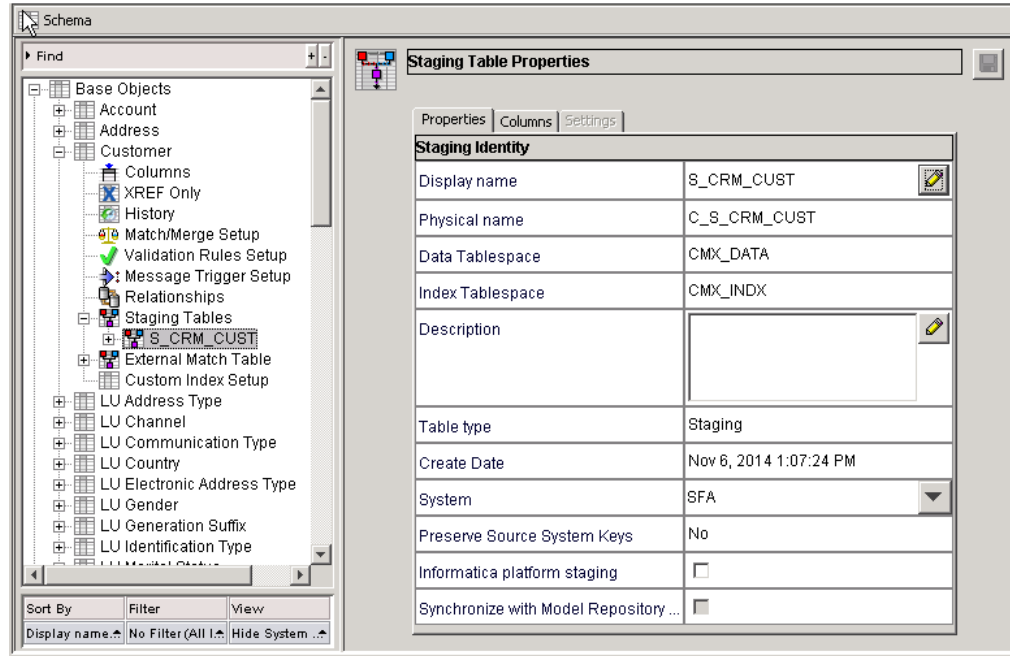 Schema
Find
+ -
Base Objects
Account
Address
Customer
Columns
XREF Only
History
Match/Merge Setup
Validation Rules Setup
Message Trigger Setup
Relationships
Staging Tables
S_CRM_CUST
External Match Table
Custom Index Setup
LU Address Type
LU Channel
LU Communication Type
LU Country
LU Electronic Address Type
LU Gender
LU Generation Suffix
LU Identification Type
LU Marital Status
Sort By Filter View
Display name... No Filter (All I... Hide System ...
Staging Table Properties
Properties Columns Settings
Staging Identity
Display name S_CRM_CUST
Physical name C_S_CRM_CUST
Data Tablespace CMX_DATA
Index Tablespace CMX_INDX
Description
Table type Staging
Create Date Nov 6, 2014 1:07:24 PM
System SFA
Preserve Source System Keys No
Informatica platform staging
Synchronize with Model Repository ...